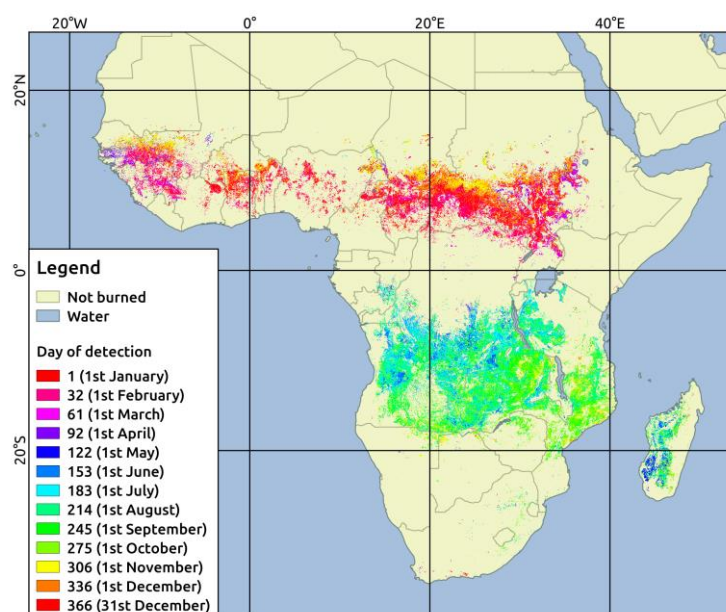 20°W 0° 20°E 40°E
20°N
0°
20°S
Legend
Not burned
Water
Day of detection
1 (1st January)
32 (1st February)
61 (1st March)
92 (1st April)
122 (1st May)
153 (1st June)
183 (1st July)
214 (1st August)
245 (1st September)
275 (1st October)
306 (1st November)
336 (1st December)
366 (31st December)